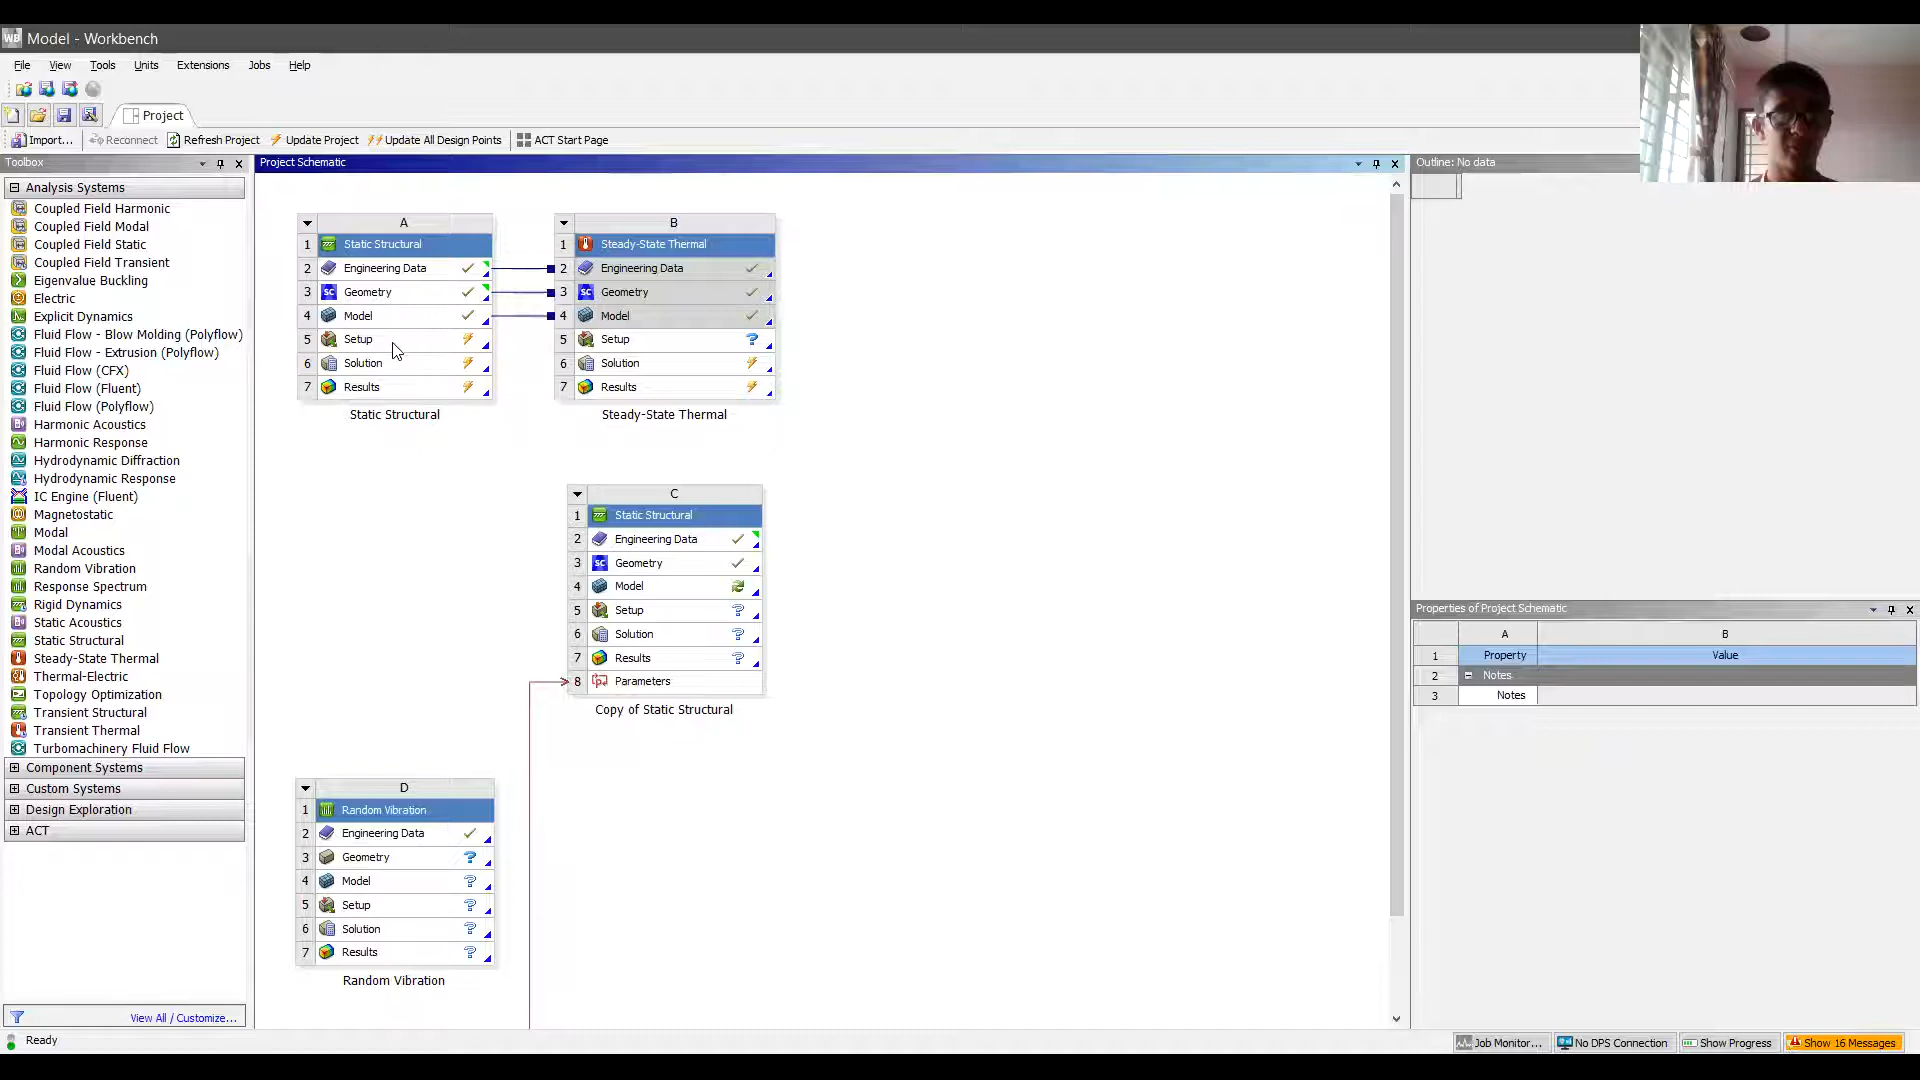 WB Model - Workbench
File View Tools Units Extensions Jobs Help
Project
Import... Reconnect Refresh Project Update Project Update All Design Points ACT Start Page
Toolbox
Analysis Systems
Coupled Field Harmonic
Coupled Field Modal
Coupled Field Static
Coupled Field Transient
Eigenvalue Buckling
Electric
Explicit Dynamics
Fluid Flow - Blow Molding (Polyflow)
Fluid Flow - Extrusion (Polyflow)
Fluid Flow (CFX)
Fluid Flow (Fluent)
Fluid Flow (Polyflow)
Harmonic Acoustics
Harmonic Response
Hydrodynamic Diffraction
Hydrodynamic Response
IC Engine (Fluent)
Magnetostatic
Modal
Modal Acoustics
Random Vibration
Response Spectrum
Rigid Dynamics
Static Acoustics
Static Structural
Steady-State Thermal
Thermal-Electric
Topology Optimization
Transient Structural
Transient Thermal
Turbomachinery Fluid Flow
Component Systems
Custom Systems
Design Exploration
ACT
View All / Customize...
Project Schematic
A
1 Static Structural
2 Engineering Data
3 SC Geometry
4 Model
5 Setup
6 Solution
7 Results
Static Structural
B
1 Steady-State Thermal
2 Engineering Data
3 SC Geometry
4 Model
5 Setup ?
6 Solution
7 Results
Steady-State Thermal
C
1 Static Structural
2 Engineering Data
3 SC Geometry
4 Model
5 Setup ?
6 Solution ?
7 Results ?
8 Parameters
Copy of Static Structural
D
1 Random Vibration
2 Engineering Data
3 Geometry ?
4 Model ?
5 Setup ?
6 Solution ?
7 Results ?
Random Vibration
Outline: No data
Properties of Project Schematic
A B
1 Property Value
2 Notes
3 Notes
Ready
Job Monitor... No DPS Connection Show Progress Show 16 Messages